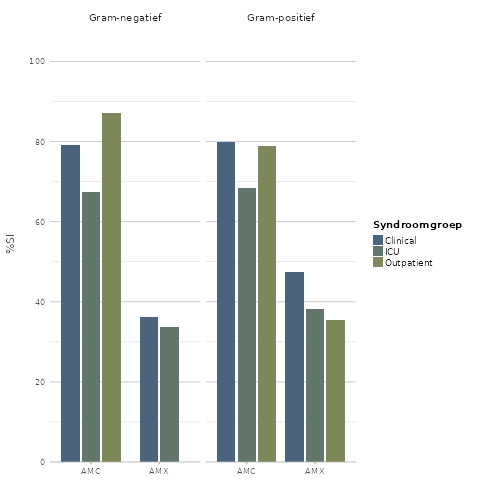 Gram-negatief
Gram-positief
100
80
60
40
20
0
%SI
AMC
AMX
AMC
AMX
Syndroomgroep
Clinical
ICU
Outpatient